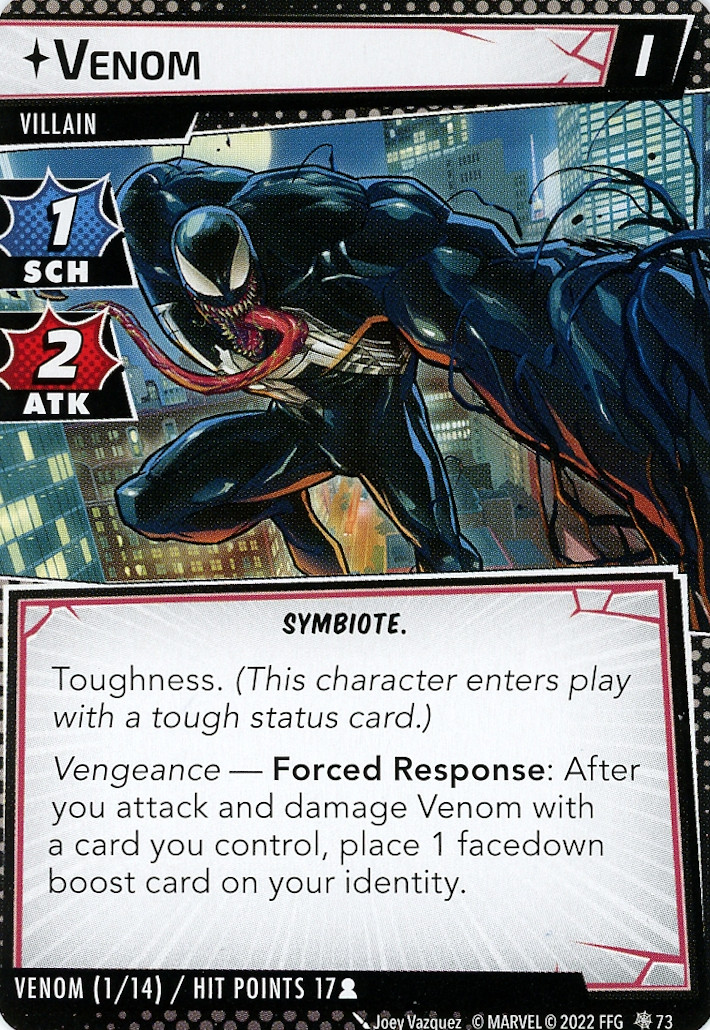 VENOM
I
VILLAIN
1
SCH
2
ATK
SYMBIOTE.
Toughness. (This character enters play
with a tough status card.)
Vengeance — Forced Response: After
you attack and damage Venom with
a card you control, place 1 facedown
boost card on your identity.
VENOM (1/14) / HIT POINTS 17
Joey Vazquez © MARVEL © 2022 FFG 73